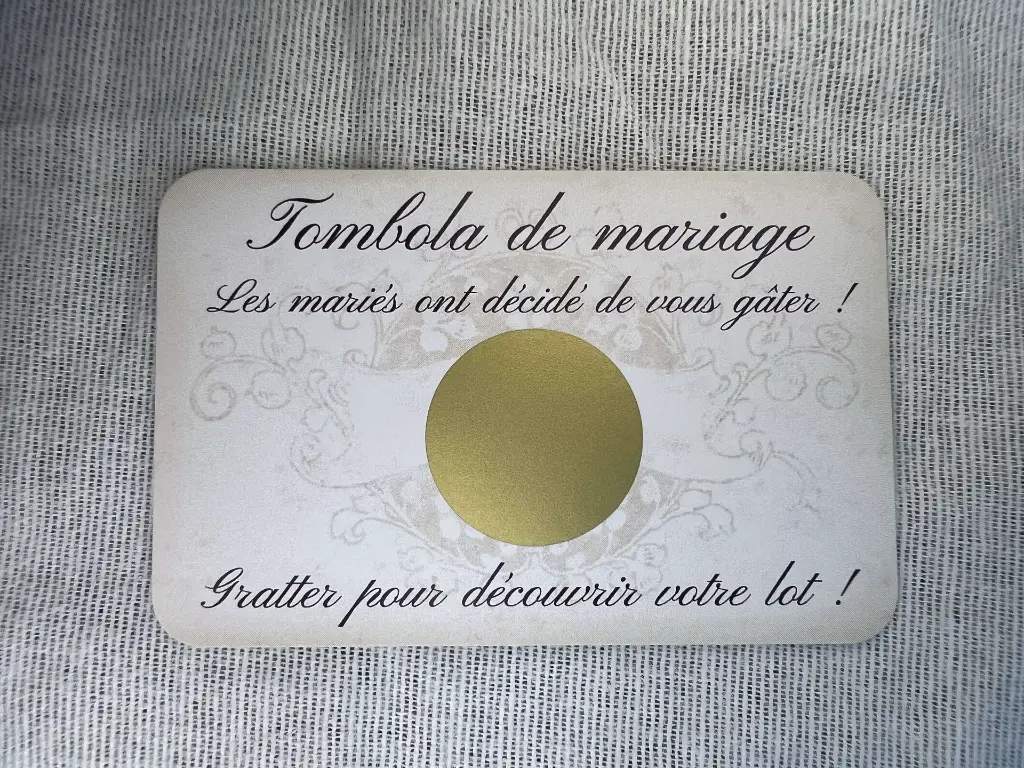 Tombola de mariage
Les mariés ont décidé de vous gâter !
Gratter pour découvrir votre lot !